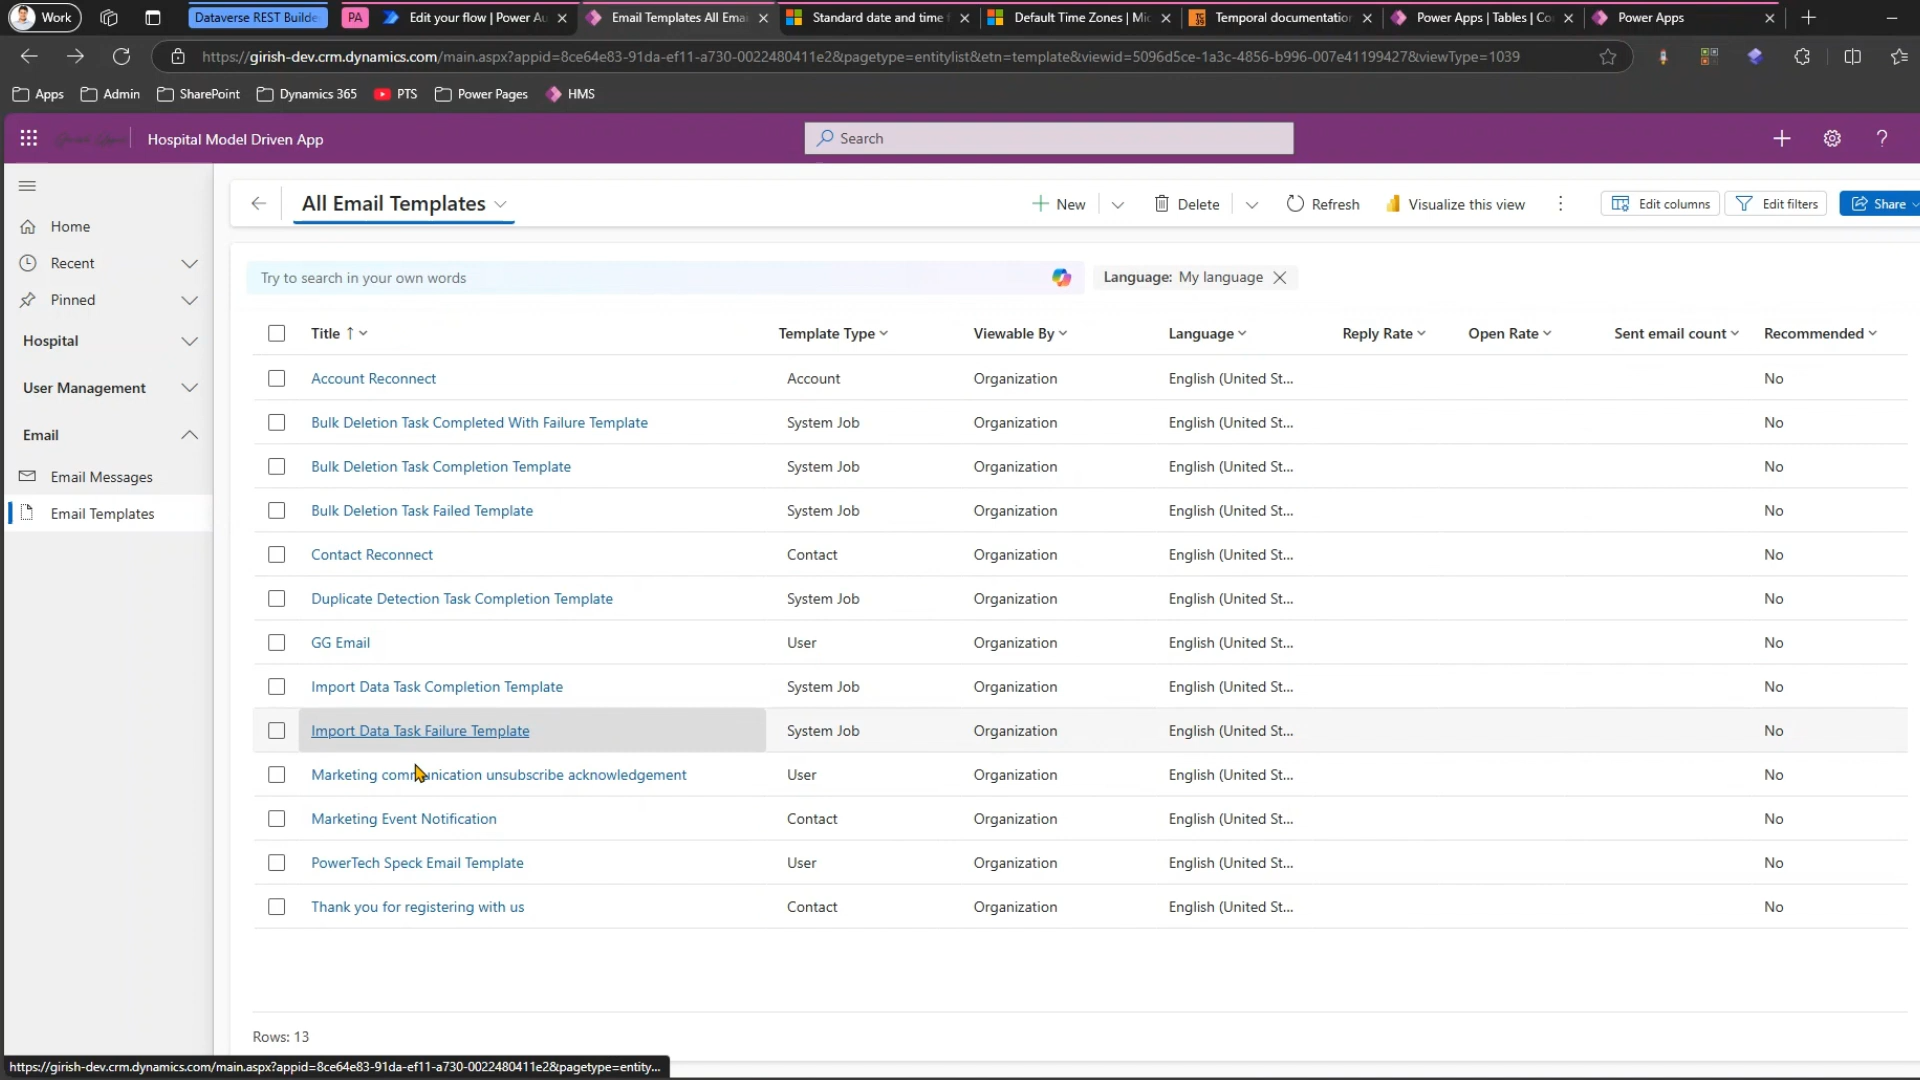 Work
Dataverse REST Builde
PA
Edit your flow | Power Au
Email Templates All Emai
Standard date and time f
Default Time Zones | Mic
Temporal documentation
Power Apps | Tables | Co
Power Apps
https://girish-dev.crm.dynamics.com/main.aspx?appid=8ce64e83-91da-ef11-a730-0022480411e2&pagetype=entitylist&etn=template&viewid=5096d5ce-1a3c-4856-b996-007e41199427&viewType=1039
Apps
Admin
SharePoint
Dynamics 365
PTS
Power Pages
HMS
Hospital Model Driven App
Search
Home
Recent
Pinned
Hospital
User Management
Email
Email Messages
Email Templates
All Email Templates
New
Delete
Refresh
Visualize this view
Edit columns
Edit filters
Share
Try to search in your own words
Language: My language
Title Template Type Viewable By Language Reply Rate Open Rate Sent email count Recommended
Account Reconnect Account Organization English (United St... No
Bulk Deletion Task Completed With Failure Template System Job Organization English (United St... No
Bulk Deletion Task Completion Template System Job Organization English (United St... No
Bulk Deletion Task Failed Template System Job Organization English (United St... No
Contact Reconnect Contact Organization English (United St... No
Duplicate Detection Task Completion Template System Job Organization English (United St... No
GG Email User Organization English (United St... No
Import Data Task Completion Template System Job Organization English (United St... No
Import Data Task Failure Template System Job Organization English (United St... No
Marketing communication unsubscribe acknowledgement User Organization English (United St... No
Marketing Event Notification Contact Organization English (United St... No
PowerTech Speck Email Template User Organization English (United St... No
Thank you for registering with us Contact Organization English (United St... No
Rows: 13
https://girish-dev.crm.dynamics.com/main.aspx?appid=8ce64e83-91da-ef11-a730-0022480411e2&pagetype=entity...